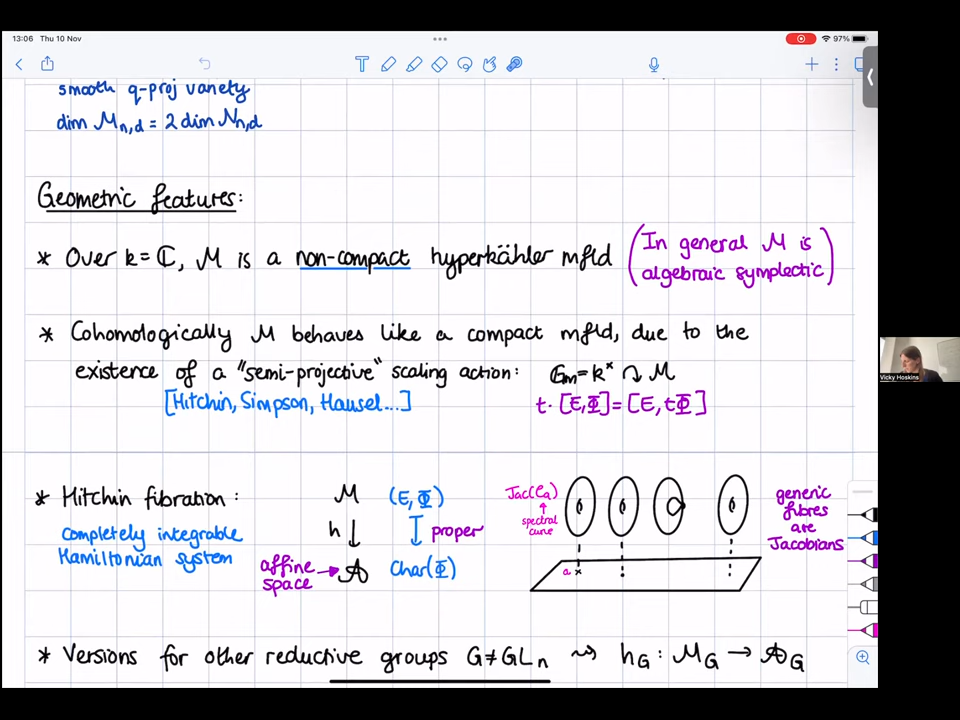 13:06 Thu 10 Nov
97%
smooth q-proj variety
dim M_{n,d} = 2 dim N_{n,d}
Geometric features:
* Over k = ℂ, M is a non-compact hyperkähler mfld (In general M is algebraic symplectic)
* Cohomologically M behaves like a compact mfld, due to the
existence of a "semi-projective" scaling action: 𝔾m = k^× ↷ M
[Hitchin, Simpson, Hausel...] t·[E,Φ] = [E,tΦ]
* Hitchin fibration:
completely integrable
Hamiltonian system
M (E,Φ)
h ↓ proper
affine space → A Char(Φ)
Jac(C_a)
↑
spectral
curve
a
generic
fibres
are
Jacobians
* Versions for other reductive groups G ≠ GL_n ⇝ h_G : M_G → A_G
Vicky Hoskins